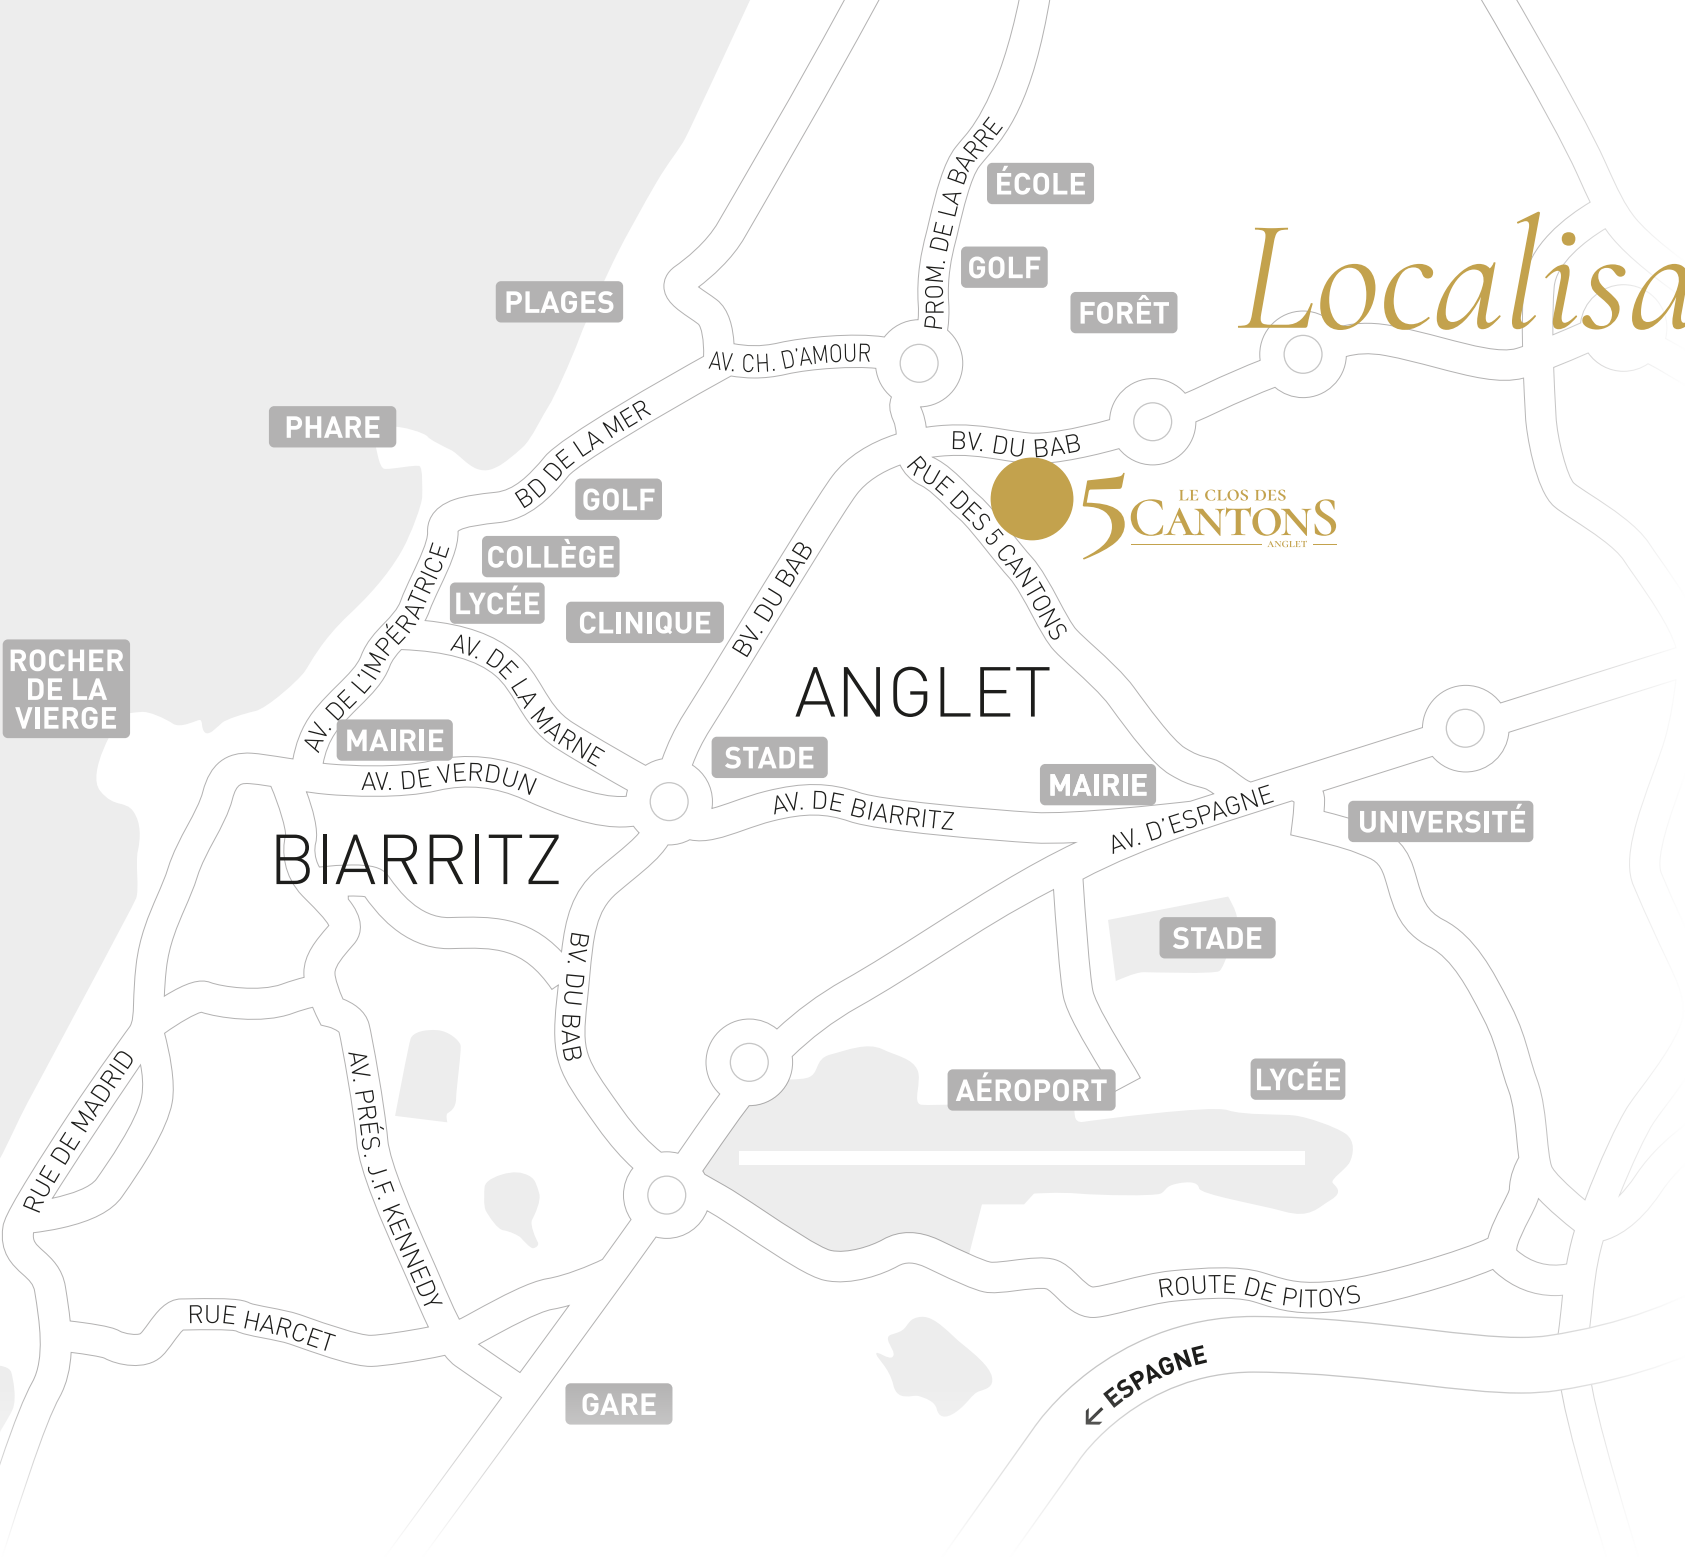 PROM. DE LA BARRE
ÉCOLE
GOLF
Localisa
PLAGES
FORÊT
AV. CH. D'AMOUR
PHARE
BD DE LA MER
BV. DU BAB
GOLF
RUE DES 5 CANTONS
5
LE CLOS DES
CANTONS
ANGLET
COLLÈGE
LYCÉE
CLINIQUE
AV. DE L'IMPÉRATRICE
BV. DU BAB
AV. DE LA MARNE
ROCHER
DE LA
VIERGE
ANGLET
MAIRIE
STADE
AV. DE VERDUN
MAIRIE
AV. DE BIARRITZ
AV. D'ESPAGNE
UNIVERSITÉ
BIARRITZ
STADE
BV. DU BAB
RUE DE MADRID
AV. PRÉS. J.F. KENNEDY
AÉROPORT
LYCÉE
ROUTE DE PITOYS
RUE HARCET
← ESPAGNE
GARE